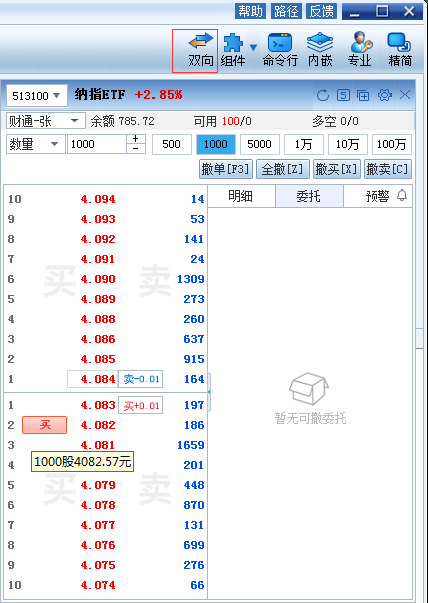 帮助 路径 反馈
双向 组件 命令行 内嵌 专业 精简
513100 纳指ETF +2.85% 5
财通-张 余额 785.72 可用 100/0 多空 0/0
数量 1000 + - 500 1000 5000 1万 10万 100万
撤单[F3] 全撤[Z] 撤买[X] 撤卖[C]
明细 委托 预警
10 4.094 14
9 4.093 53
8 4.092 141
7 4.091 24
6 4.090 1309
5 4.089 273
4 4.088 260
3 4.086 637
2 4.085 915
1 4.084 卖-0.01 164
买 卖
1 4.083 买+0.01 197
2 买 4.082 186
3 4.081 1659
1000股4082.57元
4 201
5 4.079 448
6 4.078 870
7 4.077 131
8 4.076 699
9 4.075 276
10 4.074 66
买 卖
暂无可撤委托